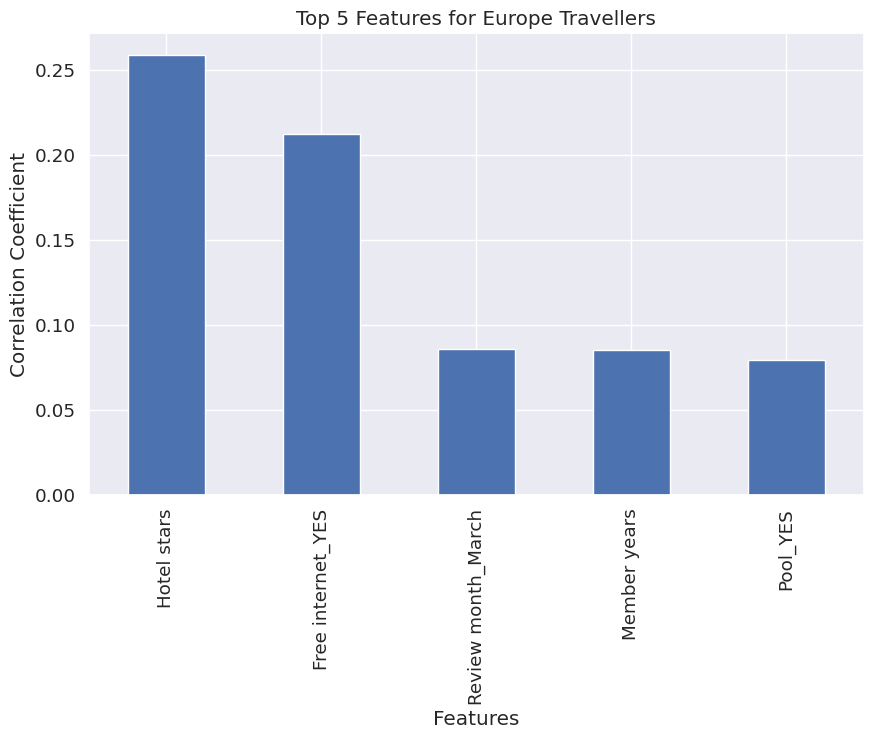 Top 5 Features for Europe Travellers
Correlation Coefficient
0.25
0.20
0.15
0.10
0.05
0.00
Hotel stars
Free internet_YES
Review month_March
Member years
Pool_YES
Features